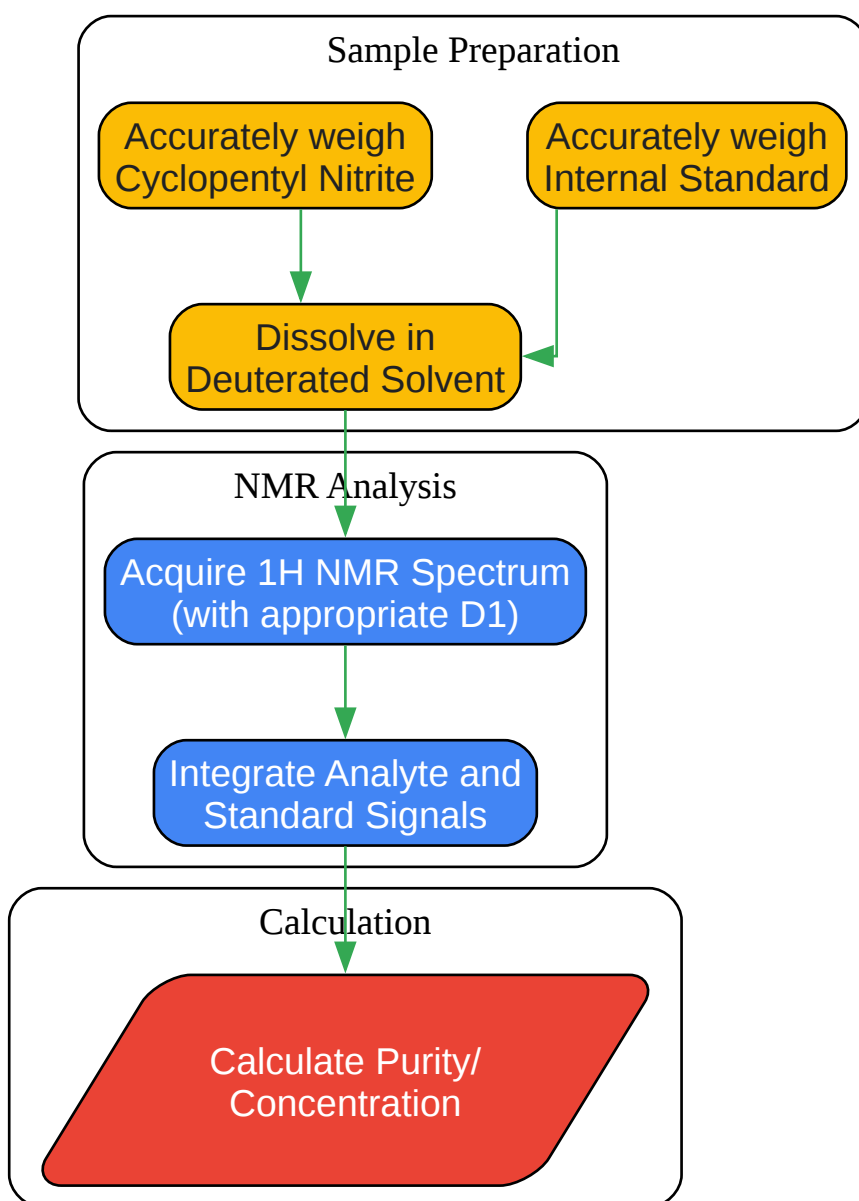 Sample Preparation
Accurately weigh
Cyclopentyl Nitrite
Accurately weigh
Internal Standard
Dissolve in
Deuterated Solvent
NMR Analysis
Acquire 1H NMR Spectrum
(with appropriate D1)
Integrate Analyte and
Standard Signals
Calculation
Calculate Purity/
Concentration